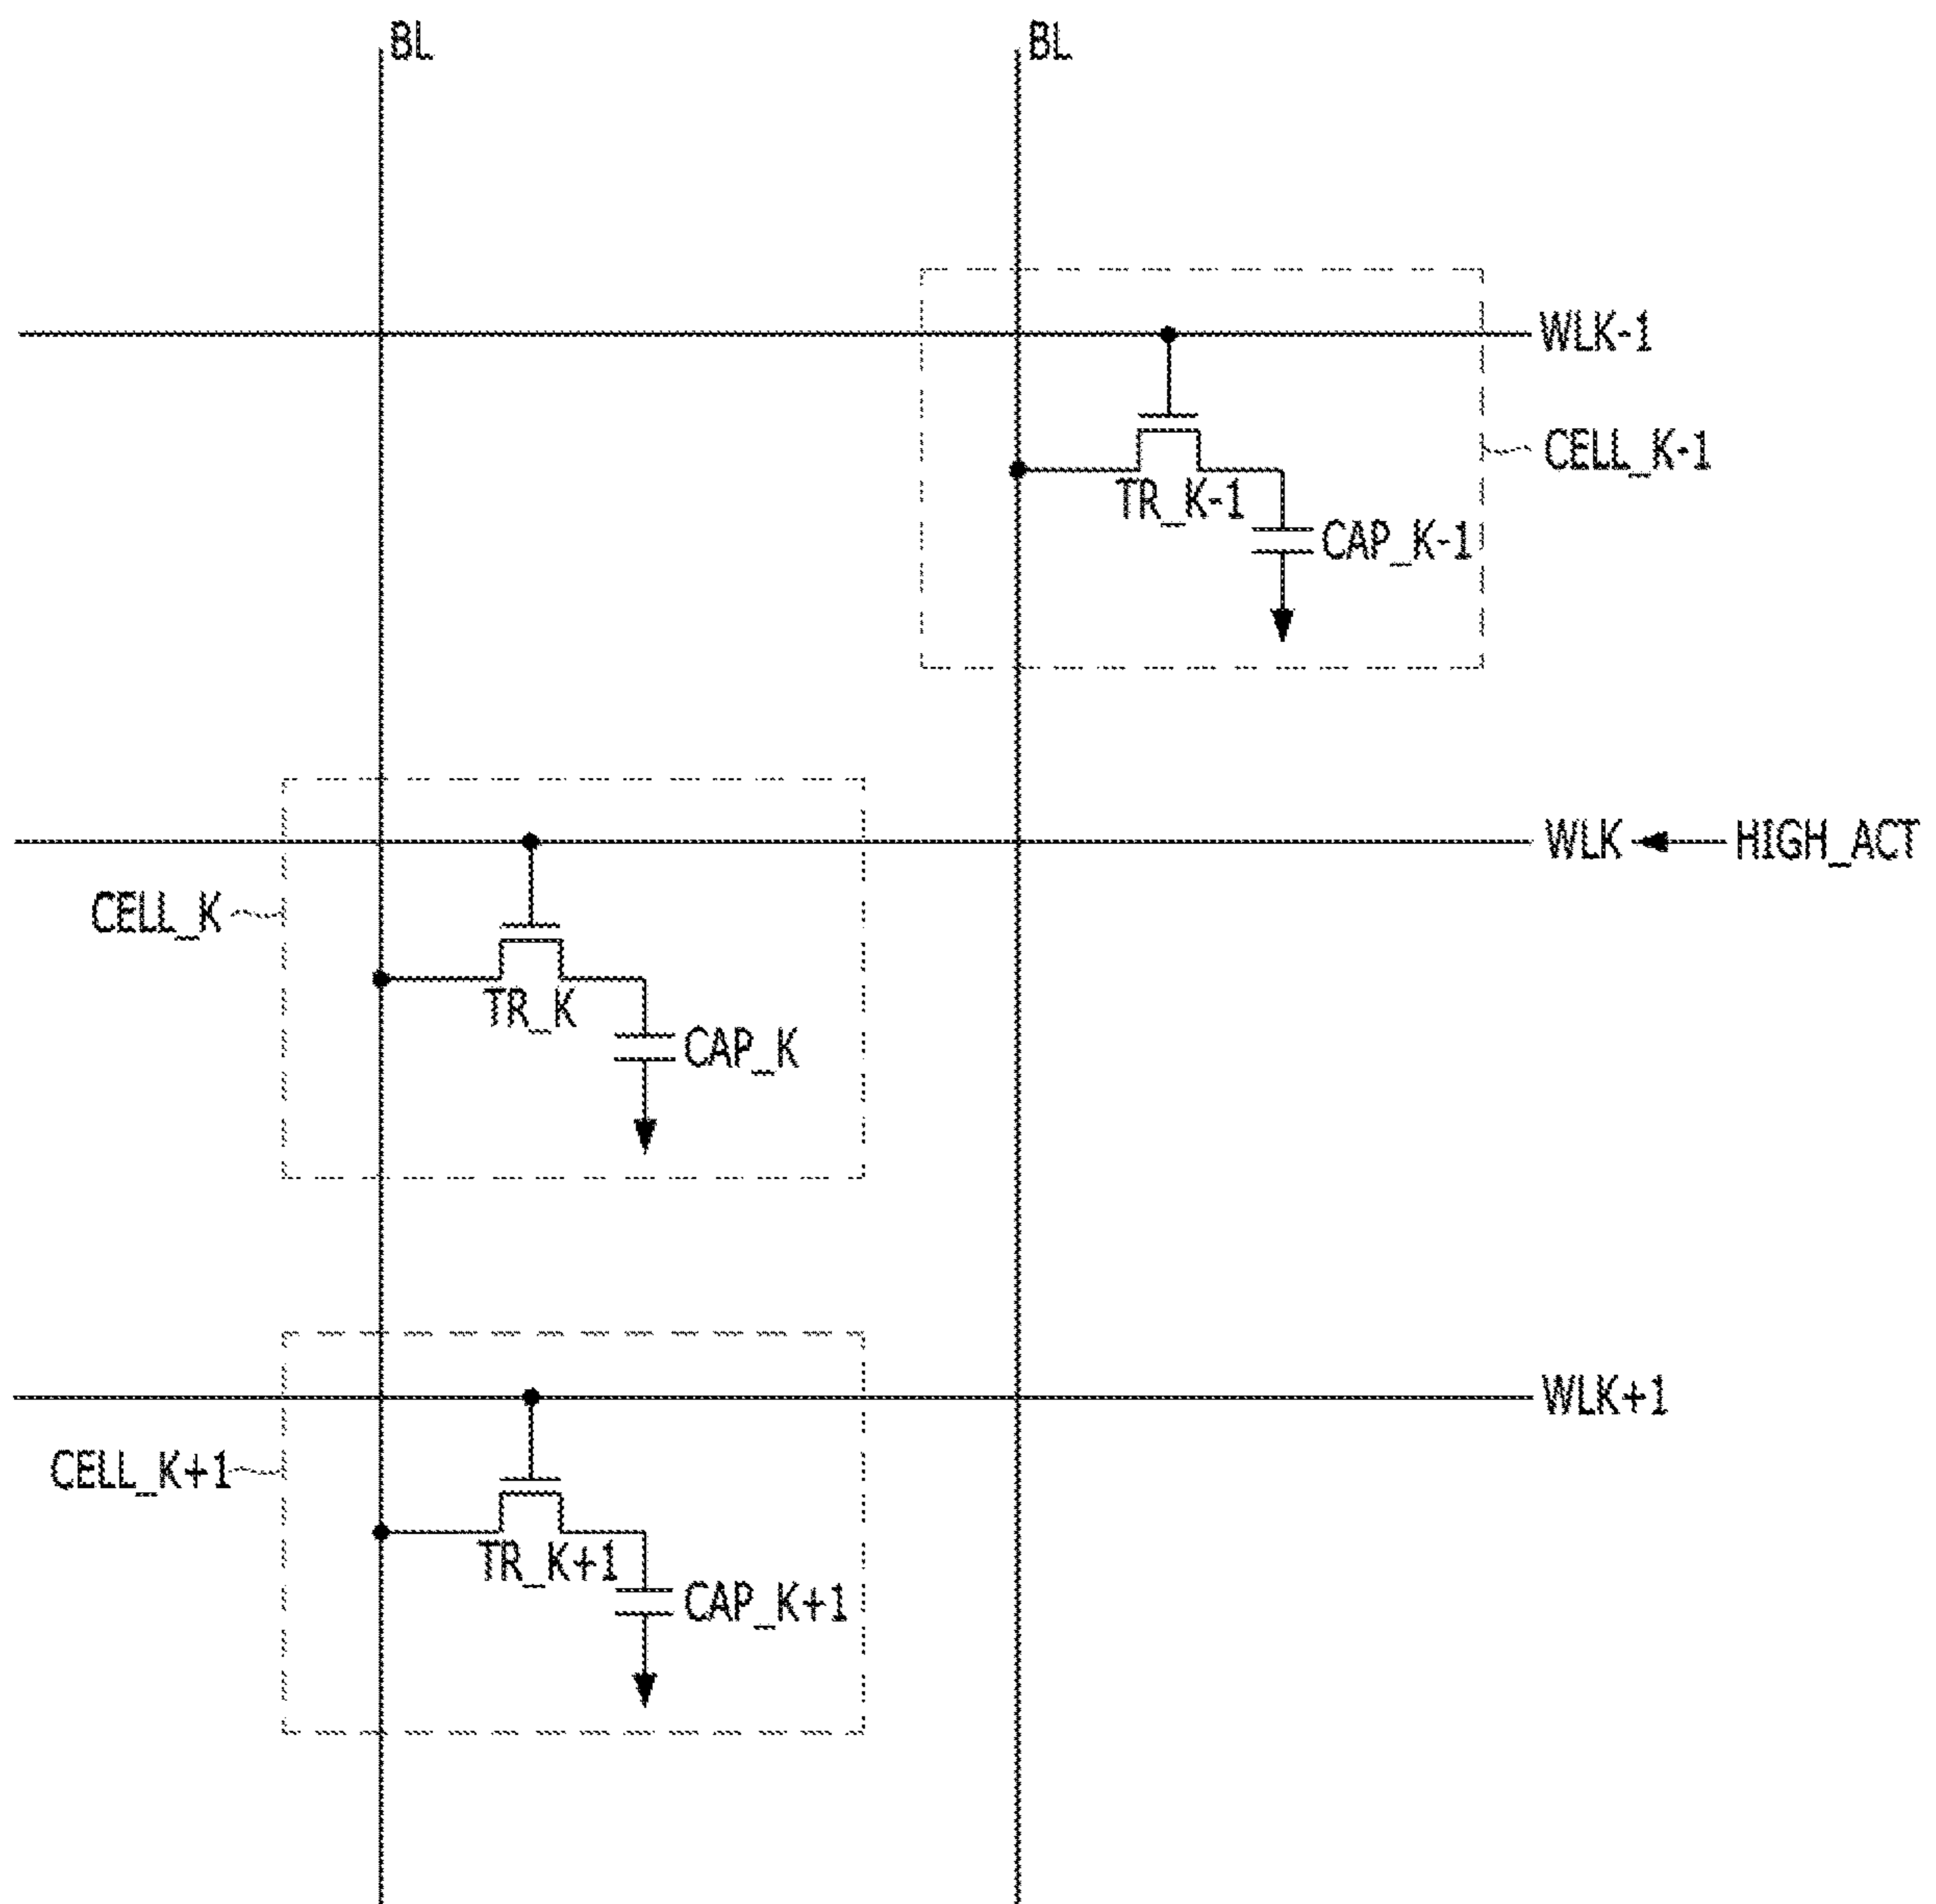 BL
BL
WLK-1
CELL_K-1
TR_K-1
CAP_K-1
WLK
HIGH_ACT
CELL_K
TR_K
CAP_K
WLK+1
CELL_K+1
TR_K+1
CAP_K+1